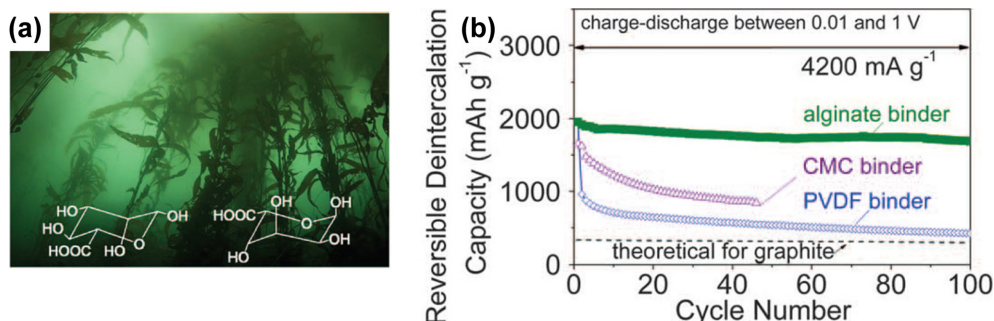 (a)
HO
HO
HO
HOOC
OH
O
OH
HOOC
OH
OH
O
HO
OH
(b)
Reversible Deintercalation
Capacity (mAh g⁻¹)
charge-discharge between 0.01 and 1 V
4200 mA g⁻¹
alginate binder
CMC binder
PVDF binder
theoretical for graphite
3000
2000
1000
0
0 20 40 60 80 100
Cycle Number